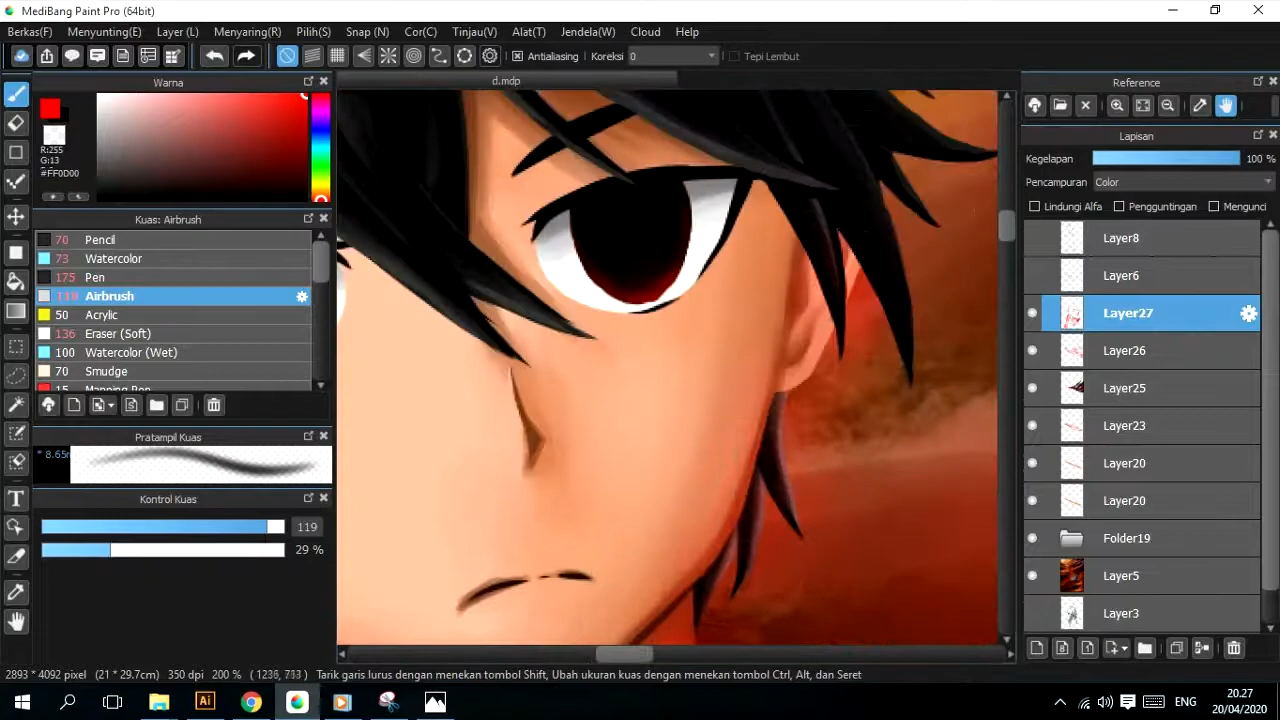 MediBang Paint Pro (64bit)
Berkas(F) Menyunting(E) Layer (L) Menyaring(R) Pilih(S) Snap (N) Cor(C) Tinjau(V) Alat(T) Jendela(W) Cloud Help
Antialiasing Koreksi 0 Tepi Lembut
Warna
d.mdp
Reference
R:255
G:13
#FF0D00
Lapisan
Kegelapan 100 %
Pencampuran Color
Lindungi Alfa Pengguntingan Mengunci
Kuas: Airbrush
70 Pencil
73 Watercolor
175 Pen
Airbrush
50 Acrylic
136 Eraser (Soft)
100 Watercolor (Wet)
70 Smudge
15 Mapping Pen
Pratampil Kuas
Kontrol Kuas
119
29 %
Layer8
Layer6
Layer27
Layer26
Layer25
Layer23
Layer20
Layer20
Folder19
Layer5
Layer3
2893 * 4092 pixel (21 * 29.7cm) 350 dpi 200 % Tarik garis lurus dengan menekan tombol Shift, Ubah ukuran kuas dengan menekan tombol Ctrl, Alt, dan Seret
Ai
ENG
20.27
20/04/2020